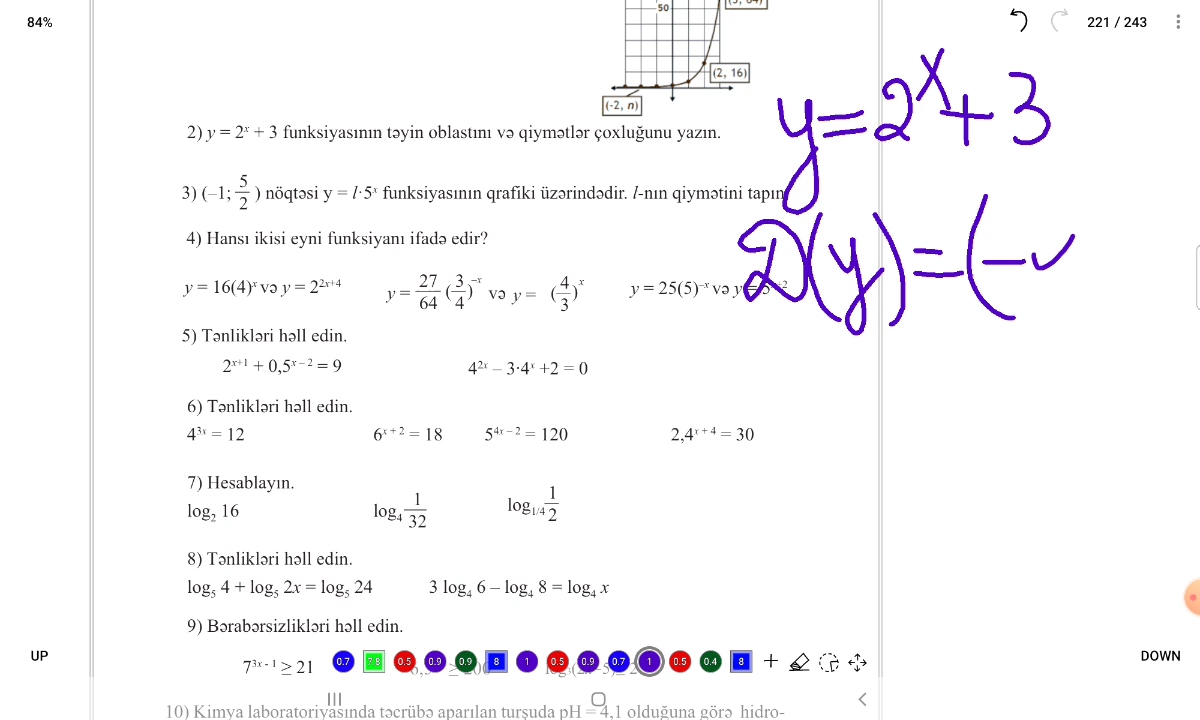 84%
221 / 243
50
(2, 16)
(-2, n)
2) y = 2ˣ + 3 funksiyasının təyin oblastını və qiymətlər çoxluğunu yazın.
y = 2ˣ + 3
3) (–1; 5/2 ) nöqtəsi y = l·5ˣ funksiyasının qrafiki üzərindədir. l-nın qiymətini tapın
D(y) = (-
4) Hansı ikisi eyni funksiyanı ifadə edir?
y = 16(4)ˣ və y = 2²ˣ⁺⁴ y = 27/64 (3/4)⁻ˣ və y = (4/3)ˣ y = 25(5)⁻ˣ və y
5) Tənlikləri həll edin.
2ˣ⁺¹ + 0,5ˣ⁻² = 9 4²ˣ – 3·4ˣ +2 = 0
6) Tənlikləri həll edin.
4³ˣ = 12 6ˣ⁺² = 18 5⁴ˣ⁻² = 120 2,4ˣ⁺⁴ = 30
7) Hesablayın.
log₂ 16 log₄ 1/32 log₁/₄ 1/2
8) Tənlikləri həll edin.
log₅ 4 + log₅ 2x = log₅ 24 3 log₄ 6 – log₄ 8 = log₄ x
9) Bərabərsizlikləri həll edin.
UP
DOWN
7³ˣ⁻¹ ≥ 21 0.7 0.5 0.9 0.9 8 1 0.5 0.9 0.7 1 0.5 0.4 8
10) Kimya laboratoriyasında təcrübə aparılan turşuda pH = 4,1 olduğuna görə hidro-